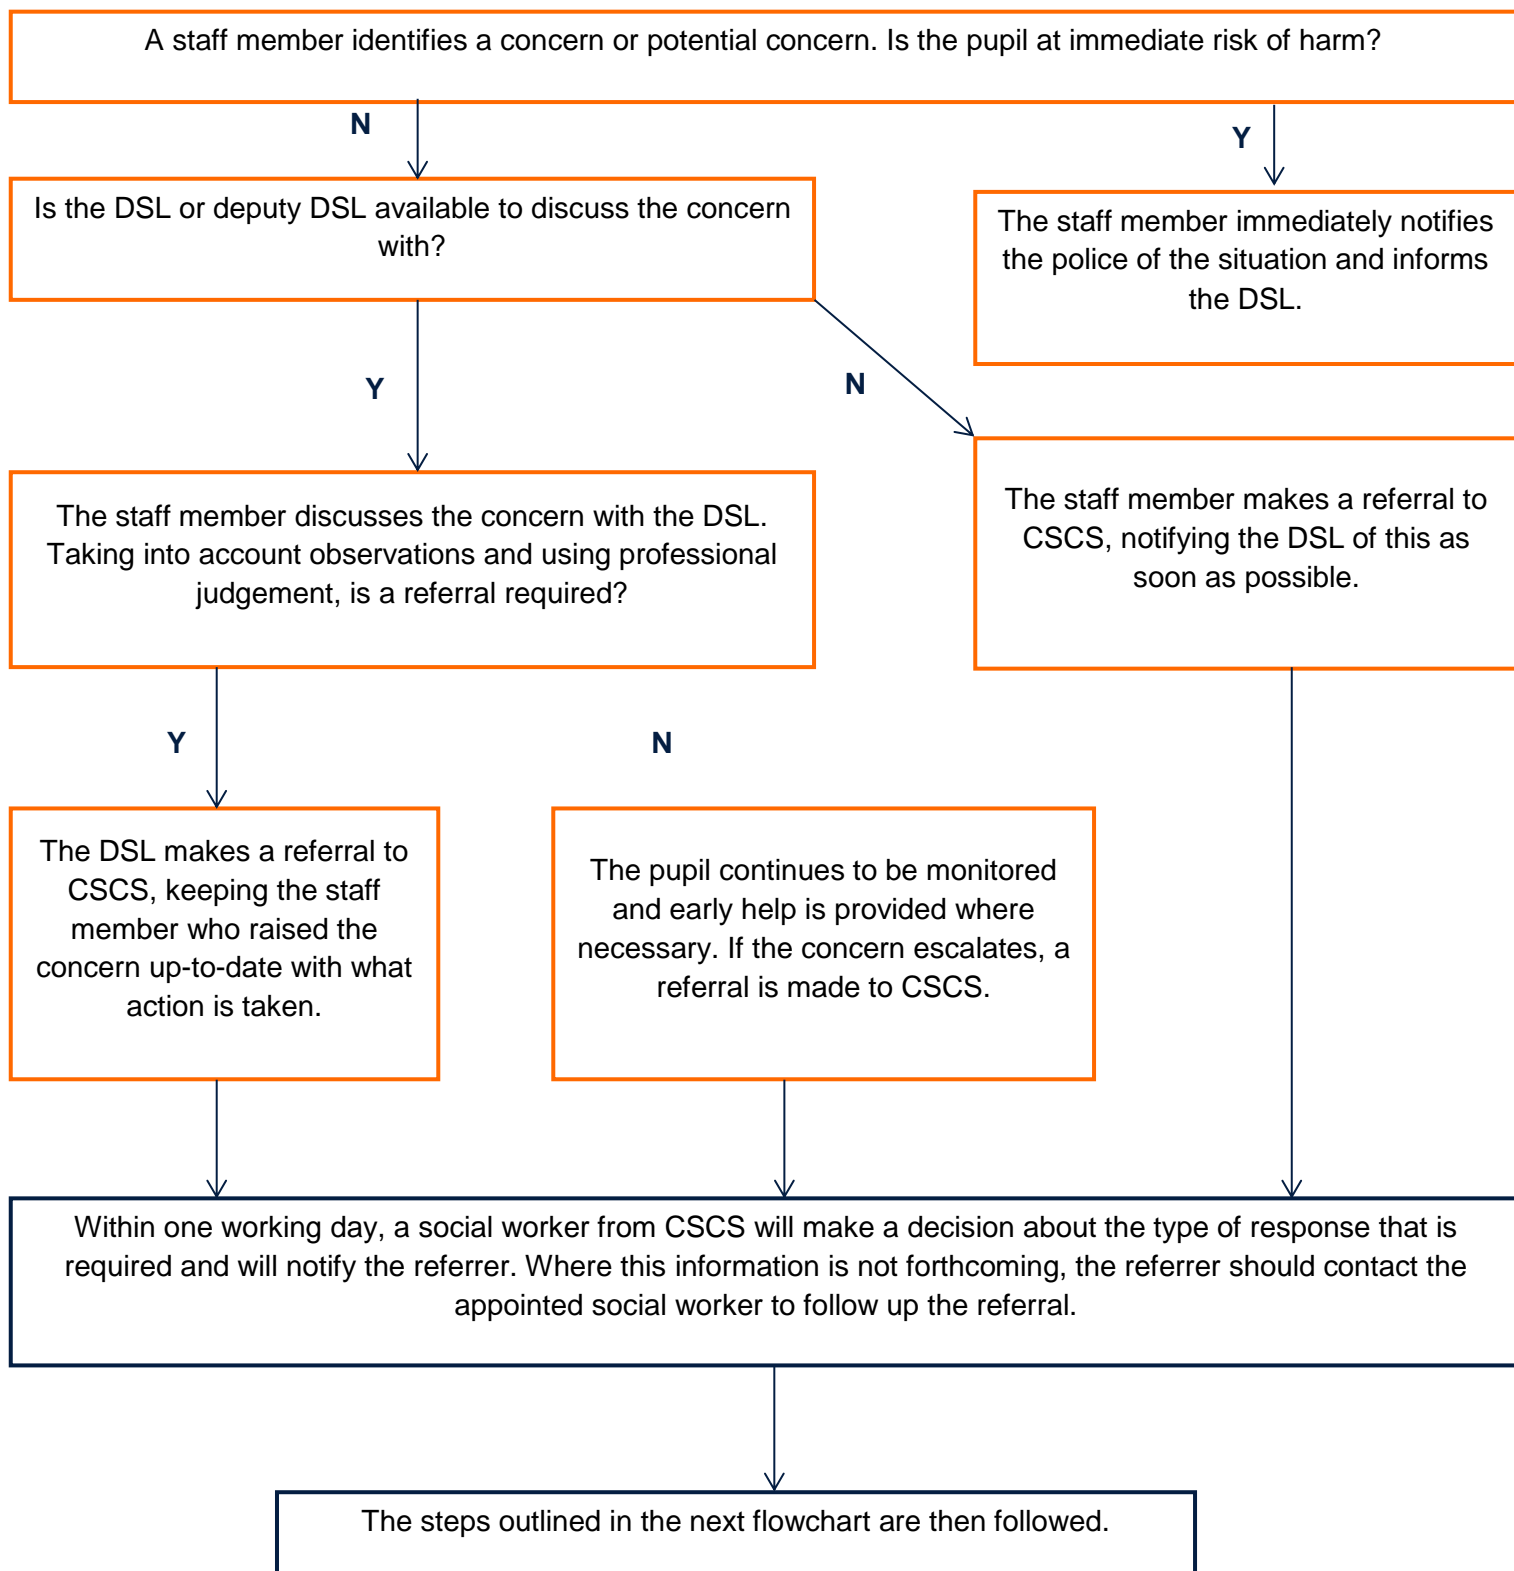 A staff member identifies a concern or potential concern. Is the pupil at immediate risk of harm?
N
Y
Is the DSL or deputy DSL available to discuss the concern
with?
The staff member immediately notifies
the police of the situation and informs
the DSL.
Y
N
The staff member discusses the concern with the DSL.
Taking into account observations and using professional
judgement, is a referral required?
The staff member makes a referral to
CSCS, notifying the DSL of this as
soon as possible.
Y
N
The DSL makes a referral to
CSCS, keeping the staff
member who raised the
concern up-to-date with what
action is taken.
The pupil continues to be monitored
and early help is provided where
necessary. If the concern escalates, a
referral is made to CSCS.
Within one working day, a social worker from CSCS will make a decision about the type of response that is
required and will notify the referrer. Where this information is not forthcoming, the referrer should contact the
appointed social worker to follow up the referral.
The steps outlined in the next flowchart are then followed.